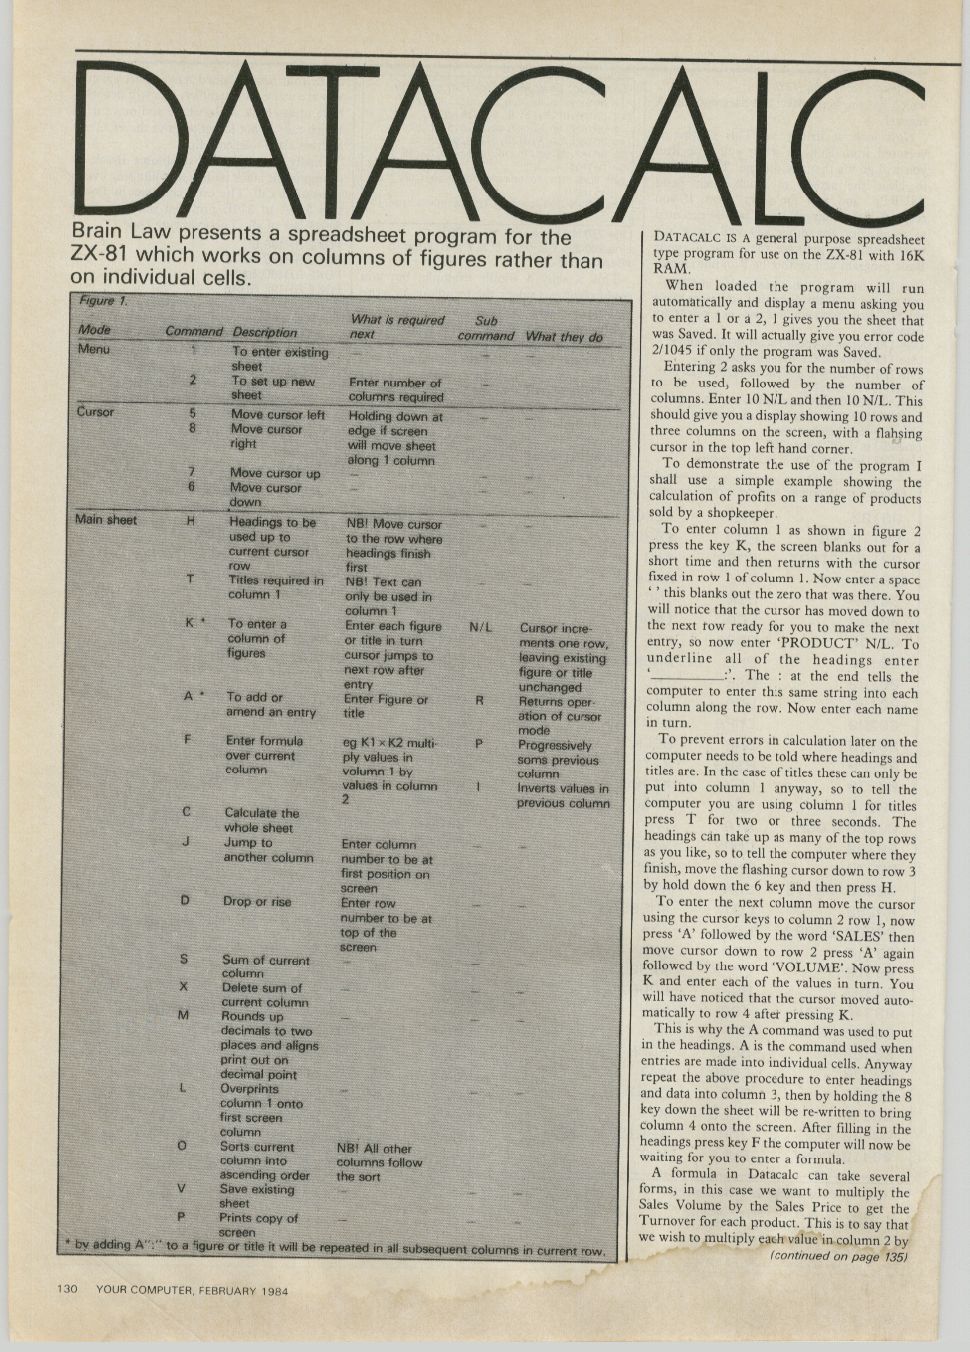 DATACALC
Brain Law presents a spreadsheet program for the
ZX-81 which works on columns of figures rather than
on individual cells.
Figure 1.
Mode Command Description What is required next Sub command What they do
Menu 1 To enter existing sheet – –
2 To set up new sheet Enter number of columns required –
Cursor 5 Move cursor left Holding down at edge if screen will move sheet along 1 column – –
8 Move cursor right
7 Move cursor up – – –
6 Move cursor down – – –
Main sheet H Headings to be used up to current cursor row NB! Move cursor to the row where headings finish first – –
T Titles required in column 1 NB! Text can only be used in column 1 – –
K * To enter a column of figures Enter each figure or title in turn cursor jumps to next row after entry N/L Cursor incre-ments one row, leaving existing figure or title unchanged
A * To add or amend an entry Enter Figure or title R Returns oper-ation of cursor mode
F Enter formula over current column eg K1 × K2 multi-ply values in volumn 1 by values in column 2 P Progressively soms previous column
I Inverts values in previous column
C Calculate the whole sheet
J Jump to another column Enter column number to be at first position on screen – –
D Drop or rise Enter row number to be at top of the screen – –
S Sum of current column – –
X Delete sum of current column – – –
M Rounds up decimals to two places and aligns print out on decimal point – – –
L Overprints column 1 onto first screen column – – –
O Sorts current column into ascending order NB! All other columns follow the sort
V Save existing sheet – – –
P Prints copy of screen – – –
* by adding A":" to a figure or title it will be repeated in all subsequent columns in current row.
DATACALC IS A general purpose spreadsheet
type program for use on the ZX-81 with 16K
RAM.
When loaded the program will run
automatically and display a menu asking you
to enter a 1 or a 2, 1 gives you the sheet that
was Saved. It will actually give you error code
2/1045 if only the program was Saved.
Entering 2 asks you for the number of rows
to be used, followed by the number of
columns. Enter 10 N/L and then 10 N/L. This
should give you a display showing 10 rows and
three columns on the screen, with a flahsing
cursor in the top left hand corner.
To demonstrate the use of the program I
shall use a simple example showing the
calculation of profits on a range of products
sold by a shopkeeper.
To enter column 1 as shown in figure 2
press the key K, the screen blanks out for a
short time and then returns with the cursor
fixed in row 1 of column 1. Now enter a space
‘ ’ this blanks out the zero that was there. You
will notice that the cursor has moved down to
the next row ready for you to make the next
entry, so now enter ‘PRODUCT’ N/L. To
underline all of the headings enter
‘__________:’. The : at the end tells the
computer to enter this same string into each
column along the row. Now enter each name
in turn.
To prevent errors in calculation later on the
computer needs to be told where headings and
titles are. In the case of titles these can only be
put into column 1 anyway, so to tell the
computer you are using column 1 for titles
press T for two or three seconds. The
headings can take up as many of the top rows
as you like, so to tell the computer where they
finish, move the flashing cursor down to row 3
by hold down the 6 key and then press H.
To enter the next column move the cursor
using the cursor keys to column 2 row 1, now
press ‘A’ followed by the word ‘SALES’ then
move cursor down to row 2 press ‘A’ again
followed by the word ‘VOLUME’. Now press
K and enter each of the values in turn. You
will have noticed that the cursor moved auto-
matically to row 4 after pressing K.
This is why the A command was used to put
in the headings. A is the command used when
entries are made into individual cells. Anyway
repeat the above procedure to enter headings
and data into column 3, then by holding the 8
key down the sheet will be re-written to bring
column 4 onto the screen. After filling in the
headings press key F the computer will now be
waiting for you to enter a formula.
A formula in Datacalc can take several
forms, in this case we want to multiply the
Sales Volume by the Sales Price to get the
Turnover for each product. This is to say that
we wish to multiply each value in column 2 by
(continued on page 135)
130 YOUR COMPUTER, FEBRUARY 1984